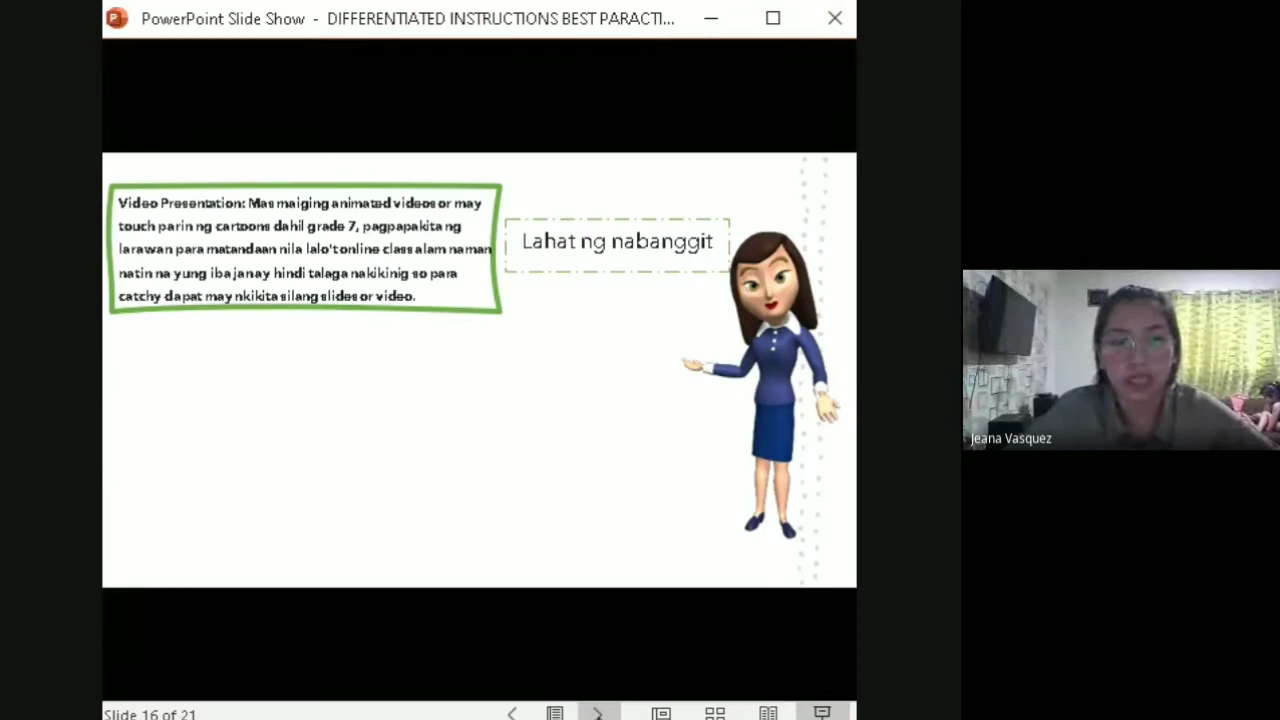 PowerPoint Slide Show - DIFFERENTIATED INSTRUCTIONS BEST PARACTI...
Video Presentation: Mas maiging animated videos or may
touch parin ng cartoons dahil grade 7, pagpapakita ng
larawan para matandaan nila lalo't online class alam naman
natin na yung iba jan ay hindi talaga nakikinig so para
catchy dapat may nkikita silang slides or video.
Lahat ng nabanggit
Jeana Vasquez
Slide 16 of 21